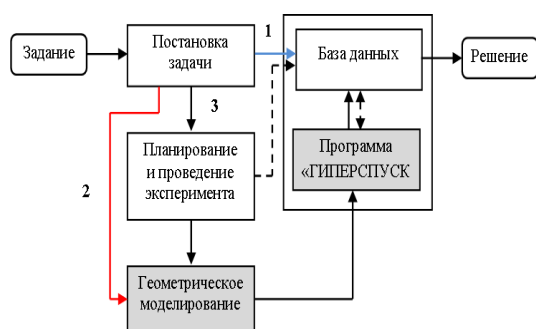 Задание
Постановка
задачи
1
База данных
Решение
3
Планирование
и проведение
эксперимента
Программа
«ГИПЕРСПУСК
2
Геометрическое
моделирование